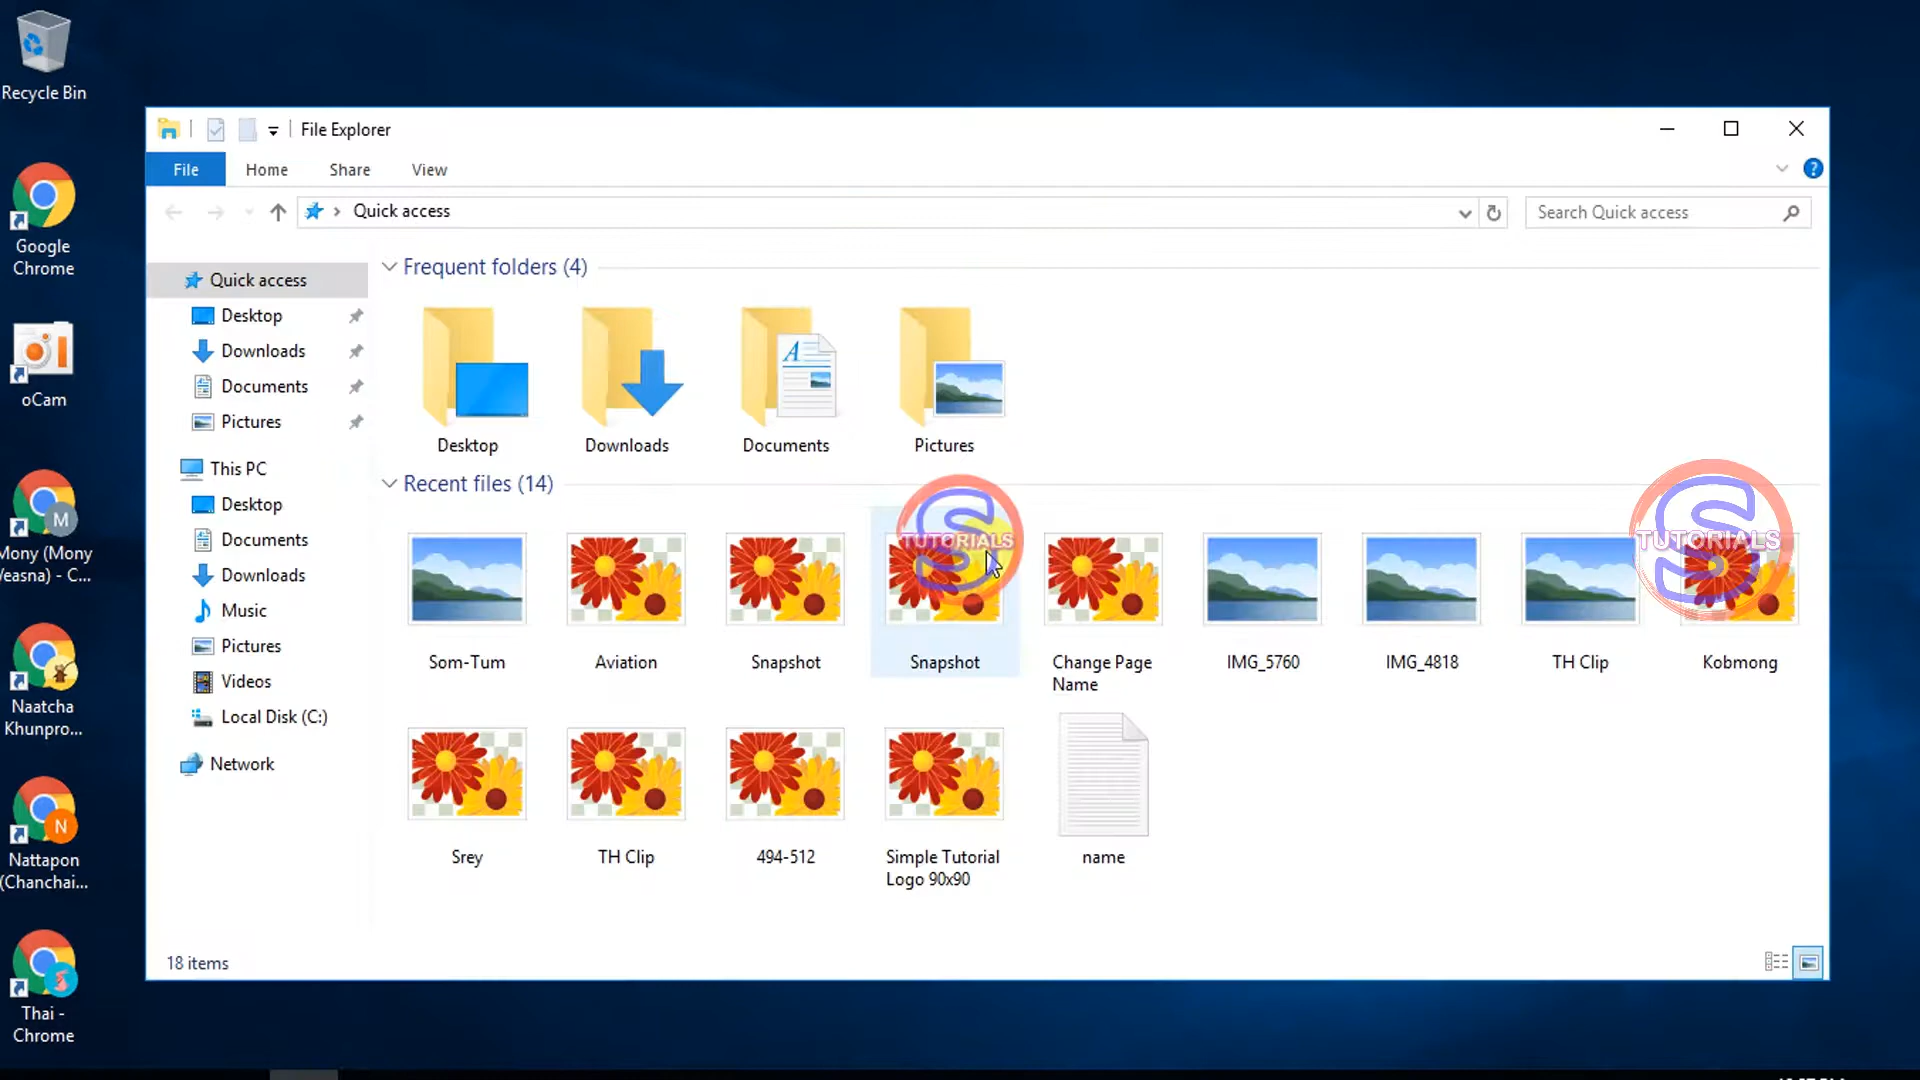 Recycle Bin
Google
Chrome
oCam
Mony (Mony
Veasna) - C...
Naatcha
Khunpro...
Nattapon
(Chanchai...
Thai -
Chrome
File Explorer
File Home Share View
Quick access
Search Quick access
Quick access
Desktop
Downloads
Documents
Pictures
This PC
Desktop
Documents
Downloads
Music
Pictures
Videos
Local Disk (C:)
Network
Frequent folders (4)
Desktop
Downloads
Documents
Pictures
Recent files (14)
TUTORIALS
TUTORIALS
Som-Tum
Aviation
Snapshot
Snapshot
Change Page
Name
IMG_5760
IMG_4818
TH Clip
Kobmong
Srey
TH Clip
494-512
Simple Tutorial
Logo 90x90
name
18 items